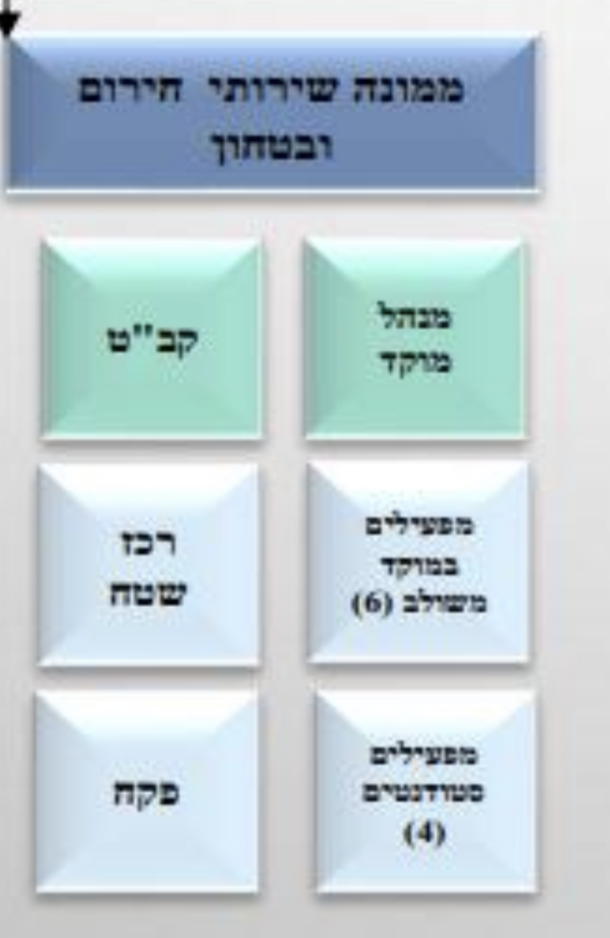 ממונה שירותי חירום
ובטחון
מנהל
מוקד
קב"ט
מפעילים
במוקד
משולב (6)
רכז
שטח
מפעילים
סטודנטים
(4)
פקח